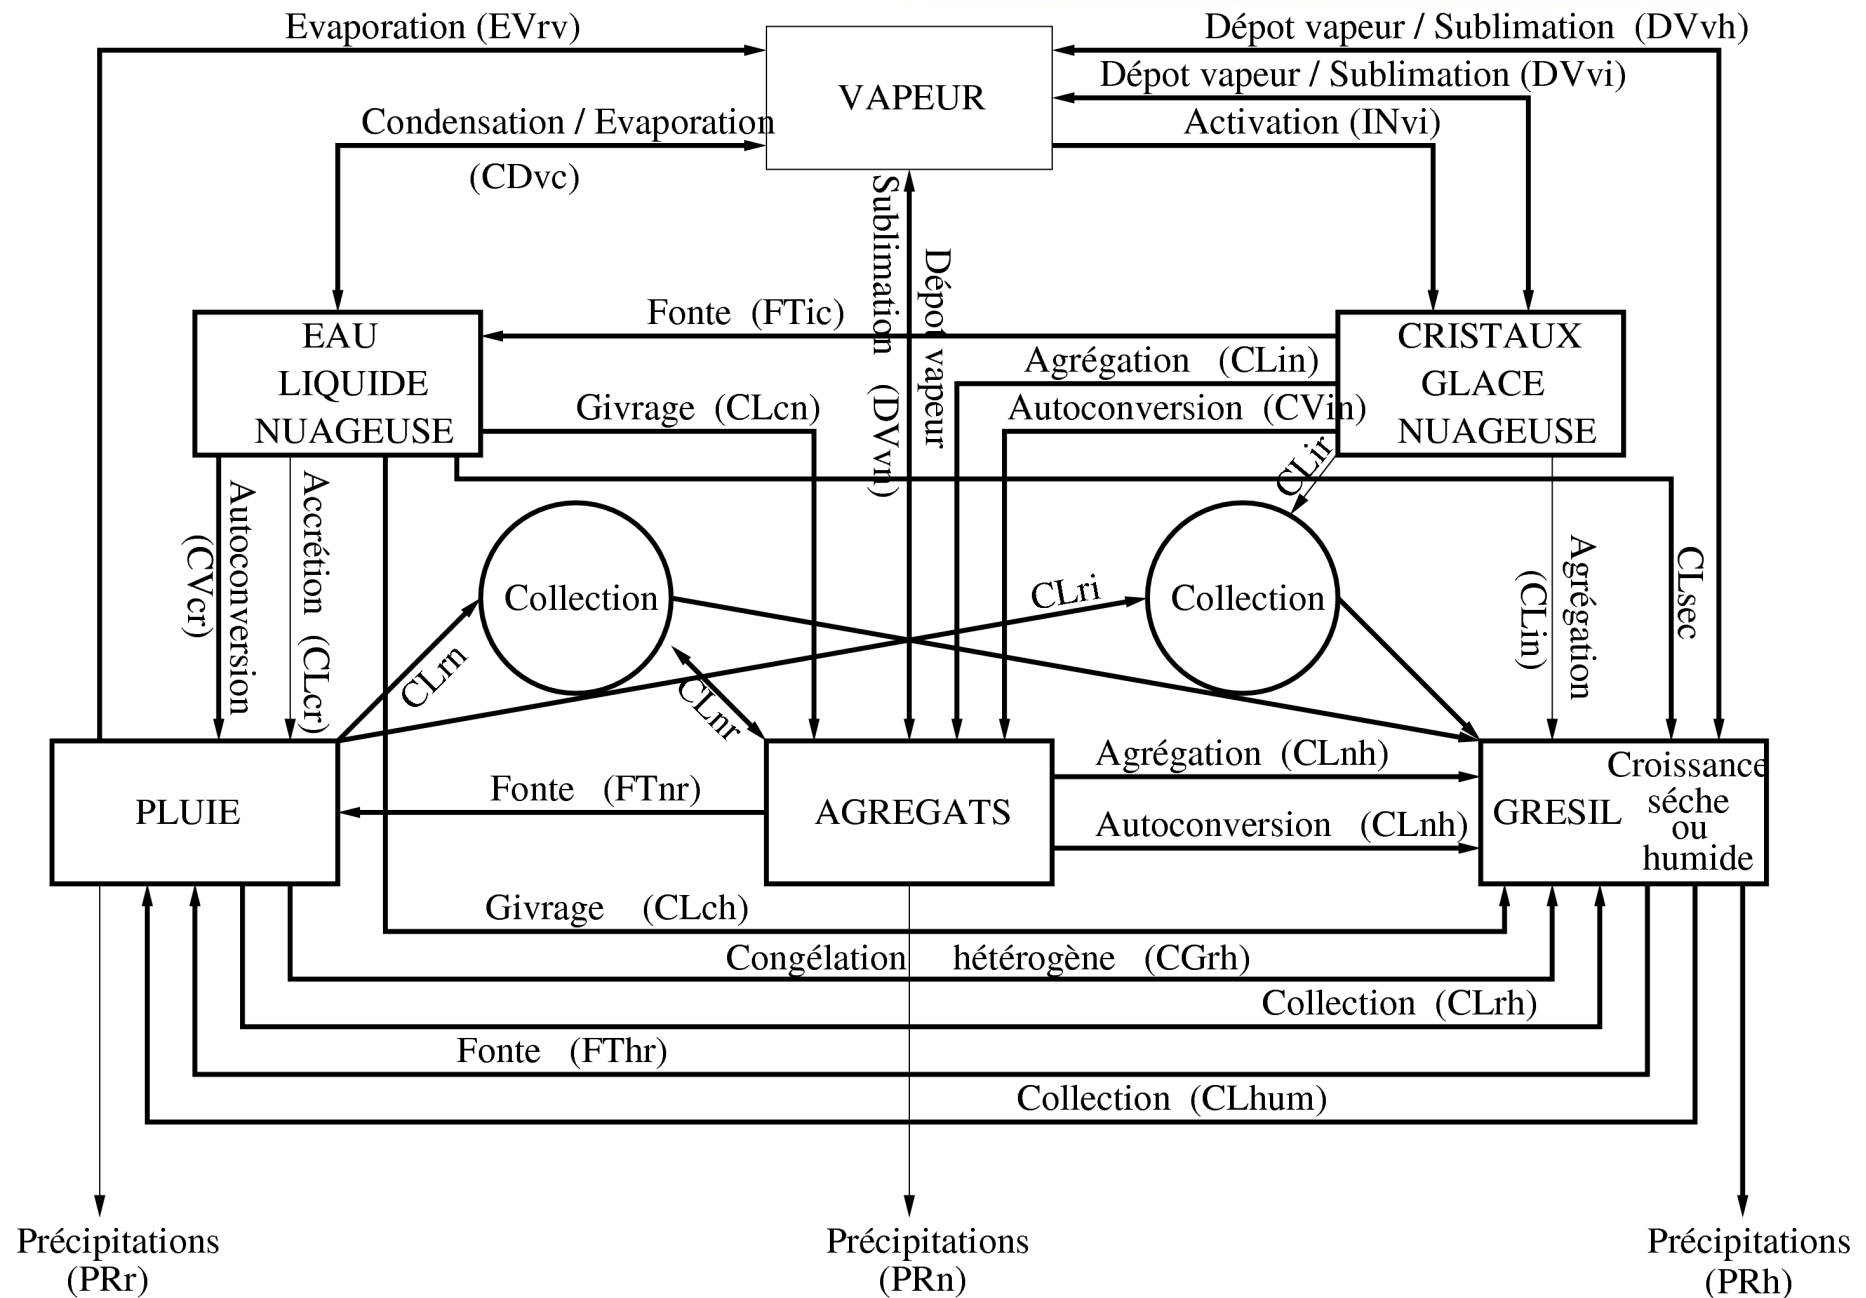 Evaporation (EVrv)
Dépot vapeur / Sublimation (DVvh)
Dépot vapeur / Sublimation (DVvi)
VAPEUR
Condensation / Evaporation
Activation (INvi)
(CDvc)
Sublimation (DVvn)
Dépot vapeur
Fonte (FTic)
EAU
LIQUIDE
NUAGEUSE
CRISTAUX
GLACE
NUAGEUSE
Agrégation (CLin)
Givrage (CLcn)
Autoconversion (CVin)
CLir
Autoconversion
(CVcr)
Accrétion (CLcr)
Collection
Collection
CLri
CLrn
CLnr
Agrégation
(CLin)
CLsec
PLUIE
Fonte (FTnr)
AGREGATS
Agrégation (CLnh)
Autoconversion (CLnh)
GRESIL
Croissance
séche
ou
humide
Givrage (CLch)
Congélation hétérogène (CGrh)
Collection (CLrh)
Fonte (FThr)
Collection (CLhum)
Précipitations
(PRr)
Précipitations
(PRn)
Précipitations
(PRh)